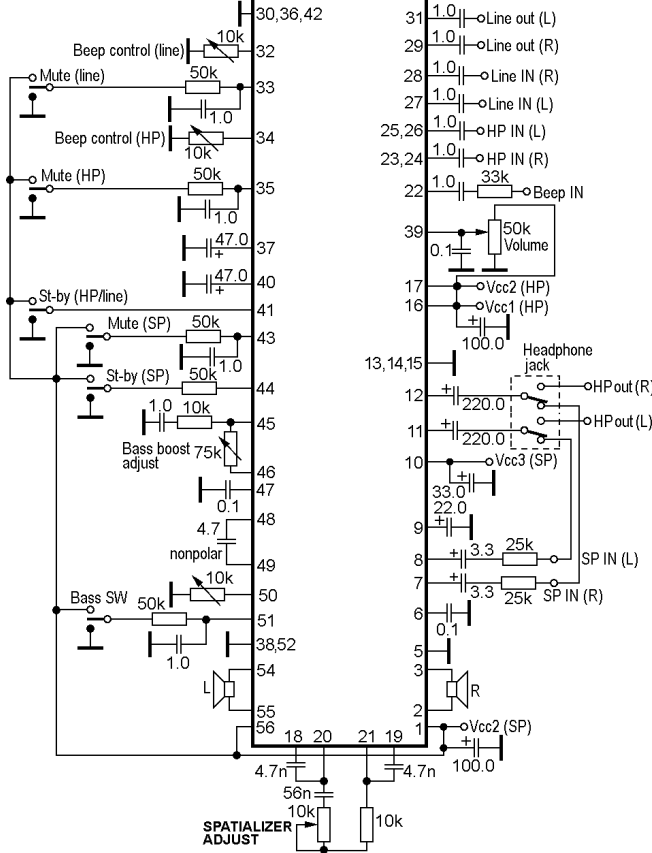 30,36,42
31 1.0 Line out (L)
Beep control (line) 10k 32
29 1.0 Line out (R)
Mute (line) 50k 33
1.0
28 1.0 Line IN (R)
27 1.0 Line IN (L)
Beep control (HP) 10k 34
25,26 1.0 HP IN (L)
23,24 1.0 HP IN (R)
Mute (HP) 50k 35
1.0
22 1.0 33k Beep IN
39 50k
Volume
0.1
47.0 + 37
47.0 + 40
17 Vcc2 (HP)
16 Vcc1 (HP)
+ 100.0
St-by (HP/line) 41
Mute (SP) 50k 43
1.0
13,14,15
Headphone
jack
St-by (SP) 50k 44
12 + 220.0 HP out (R)
11 + 220.0 HP out (L)
1.0 10k 45
Bass boost
adjust 75k
46
10 Vcc3 (SP)
+ 33.0
47 0.1
9 + 22.0
48
4.7
nonpolar
49
8 + 3.3 25k SP IN (L)
7 + 3.3 25k SP IN (R)
10k 50
Bass SW 50k 51
1.0
6 0.1
38,52
5
54 L 55
3 R 2
56
1 Vcc2 (SP)
+ 100.0
18 20 21 19
4.7n 4.7n
56n
10k 10k
SPATIALIZER
ADJUST